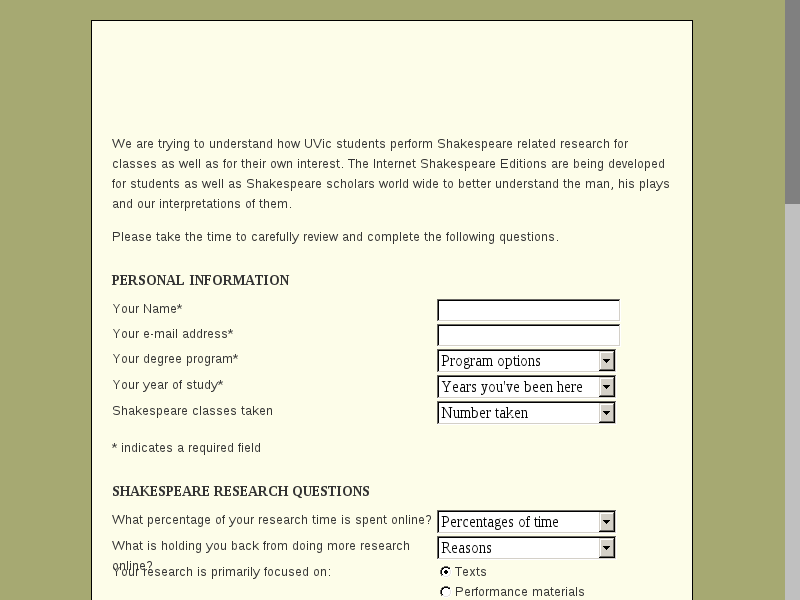 We are trying to understand how UVic students perform Shakespeare related research for
classes as well as for their own interest. The Internet Shakespeare Editions are being developed
for students as well as Shakespeare scholars world wide to better understand the man, his plays
and our interpretations of them.
Please take the time to carefully review and complete the following questions.
PERSONAL INFORMATION
Your Name*
Your e-mail address*
Your degree program* Program options
Your year of study* Years you've been here
Shakespeare classes taken Number taken
* indicates a required field
SHAKESPEARE RESEARCH QUESTIONS
What percentage of your research time is spent online? Percentages of time
What is holding you back from doing more research Reasons
online?
Your research is primarily focused on: Texts
Performance materials